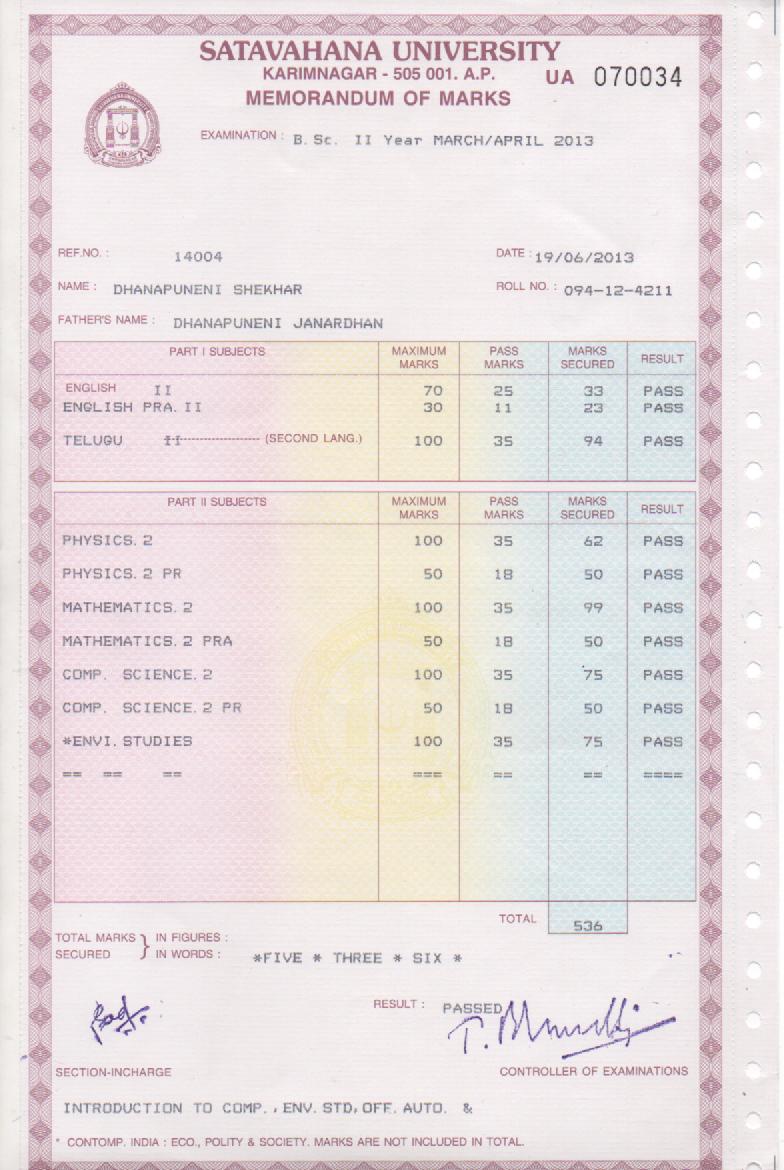 SATAVAHANA UNIVERSITY
KARIMNAGAR - 505 001. A.P.
UA 070034
MEMORANDUM OF MARKS
EXAMINATION : B. Sc. II Year MARCH/APRIL 2013
REF.NO. : 14004 DATE : 19/06/2013
NAME : DHANAPUNENI SHEKHAR ROLL NO. : 094-12-4211
FATHER'S NAME : DHANAPUNENI JANARDHAN
PART I SUBJECTS MAXIMUM MARKS PASS MARKS MARKS SECURED RESULT
ENGLISH II 70 25 33 PASS
ENGLISH PRA. II 30 11 23 PASS
TELUGU II-------------------- (SECOND LANG.) 100 35 94 PASS
PART II SUBJECTS MAXIMUM MARKS PASS MARKS MARKS SECURED RESULT
PHYSICS. 2 100 35 62 PASS
PHYSICS. 2 PR 50 18 50 PASS
MATHEMATICS. 2 100 35 99 PASS
MATHEMATICS. 2 PRA 50 18 50 PASS
COMP. SCIENCE. 2 100 35 75 PASS
COMP. SCIENCE. 2 PR 50 18 50 PASS
*ENVI. STUDIES 100 35 75 PASS
== == == === == == ====
TOTAL 536
TOTAL MARKS SECURED } IN FIGURES :
IN WORDS : *FIVE * THREE * SIX *
RESULT : PASSED
SECTION-INCHARGE CONTROLLER OF EXAMINATIONS
INTRODUCTION TO COMP., ENV. STD, OFF. AUTO. &
* CONTOMP. INDIA : ECO., POLITY & SOCIETY. MARKS ARE NOT INCLUDED IN TOTAL.